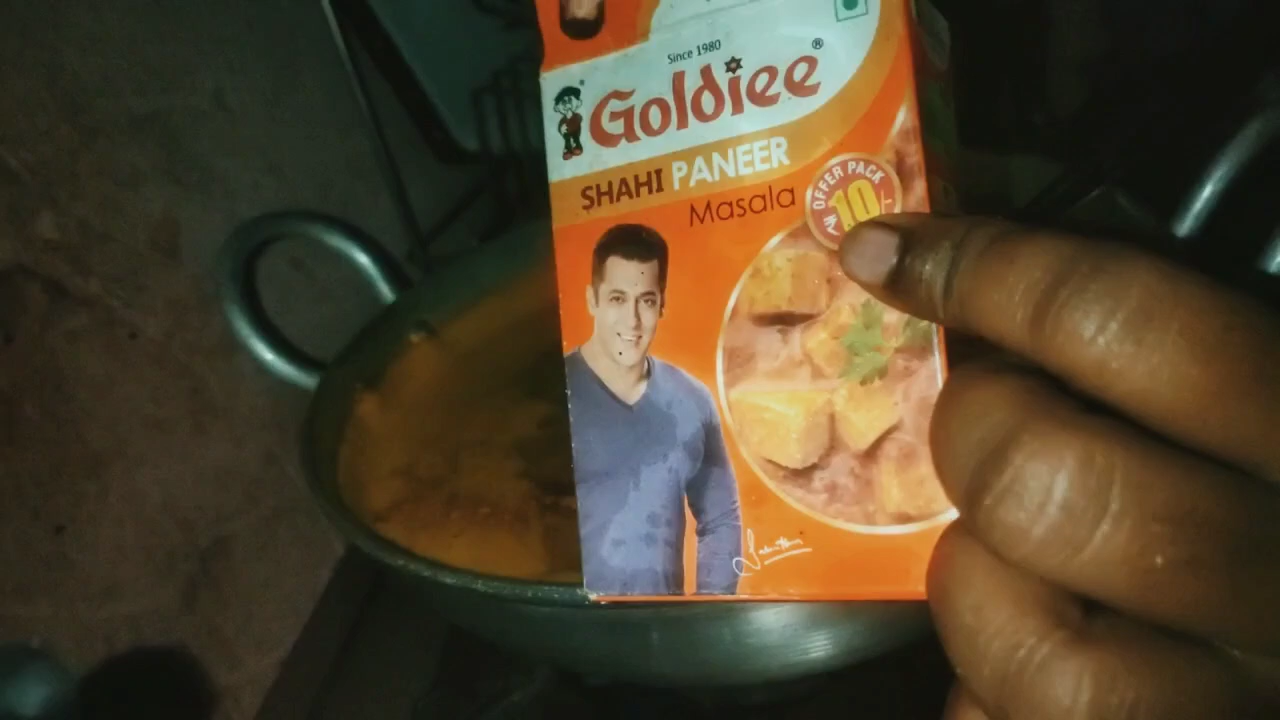 Since 1980
Goldiee®
SHAHI PANEER
Masala
OFFER PACK
10